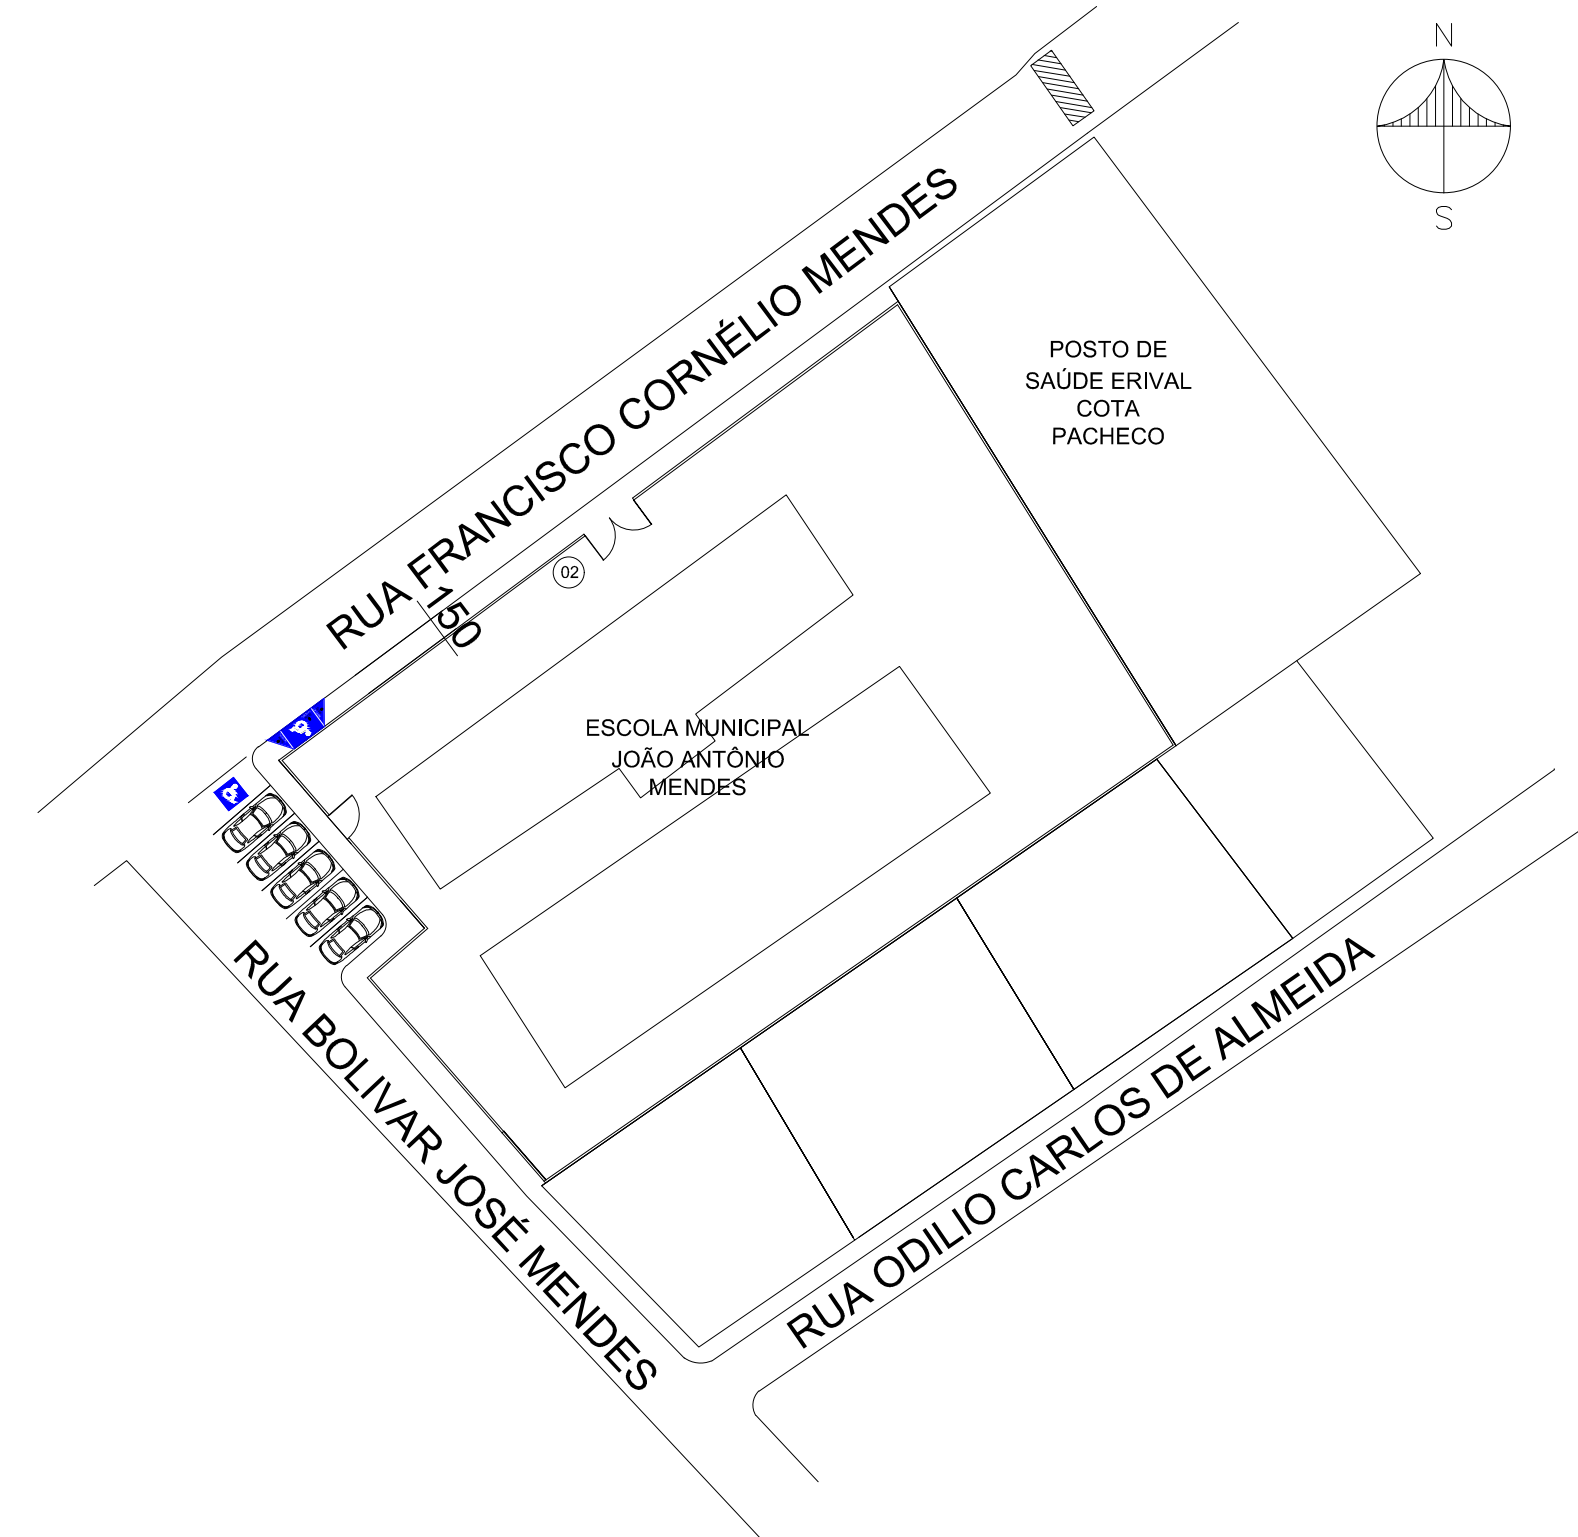 N
S
RUA FRANCISCO CORNÉLIO MENDES
POSTO DE
SAÚDE ERIVAL
COTA
PACHECO
02
150
ESCOLA MUNICIPAL
JOÃO ANTÔNIO
MENDES
RUA BOLIVAR JOSÉ MENDES
RUA ODILIO CARLOS DE ALMEIDA